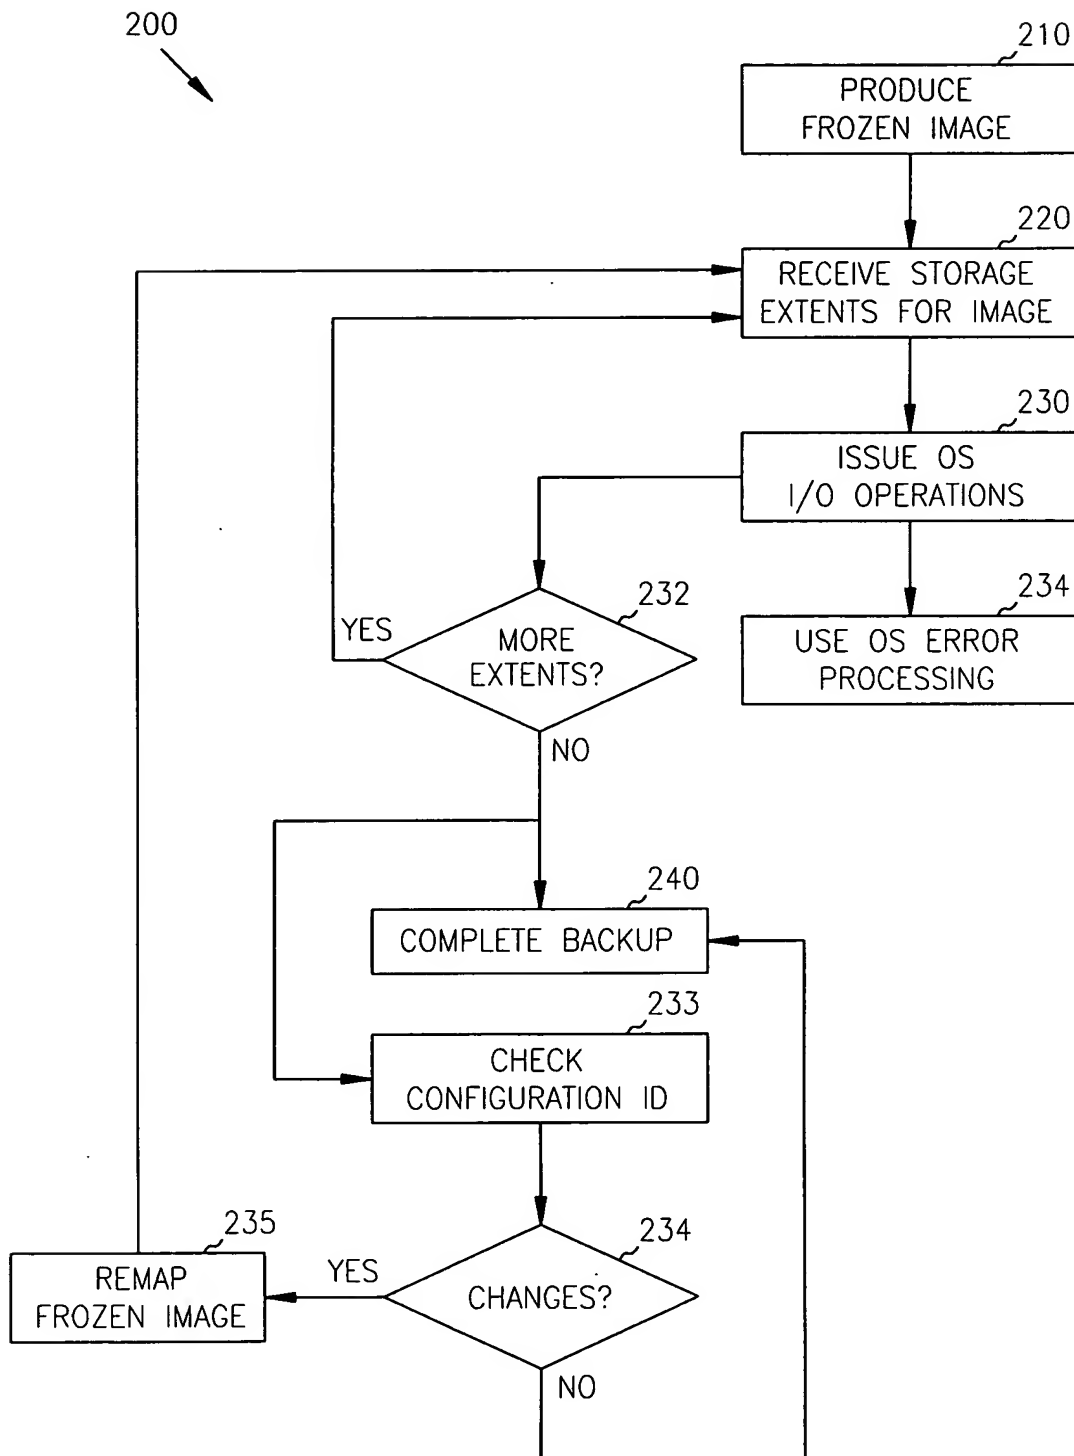 200
210
PRODUCE
FROZEN IMAGE
220
RECEIVE STORAGE
EXTENTS FOR IMAGE
230
ISSUE OS
I/O OPERATIONS
232
YES
MORE
EXTENTS?
234
USE OS ERROR
PROCESSING
NO
240
COMPLETE BACKUP
233
CHECK
CONFIGURATION ID
235
REMAP
FROZEN IMAGE
YES
234
CHANGES?
NO